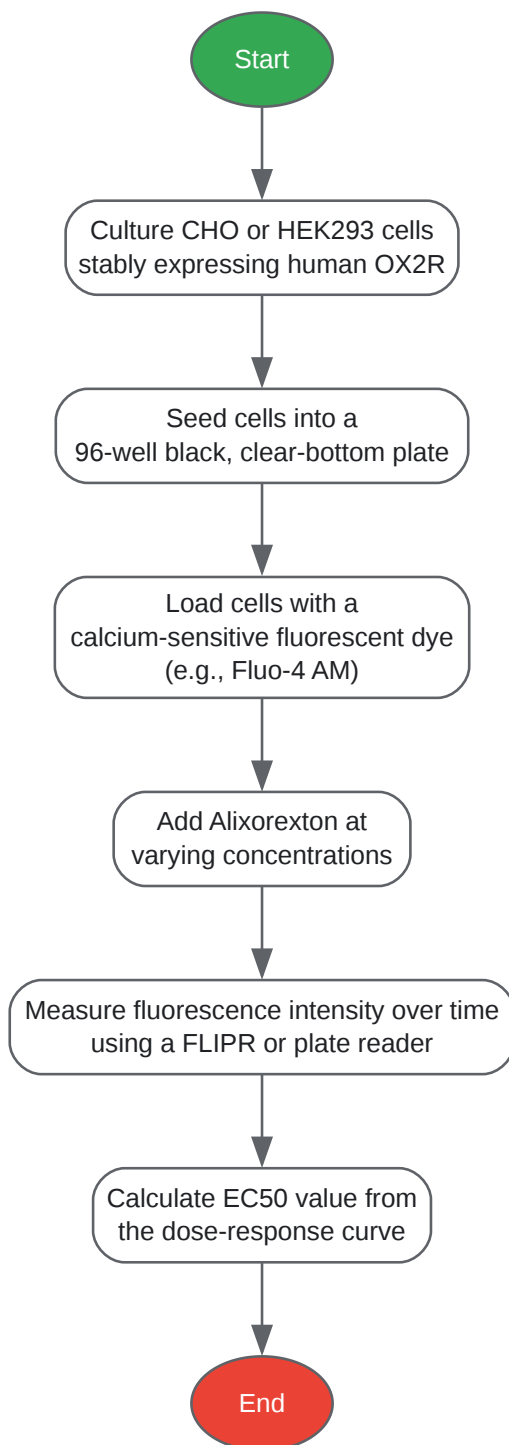 Start
Culture CHO or HEK293 cells
stably expressing human OX2R
Seed cells into a
96-well black, clear-bottom plate
Load cells with a
calcium-sensitive fluorescent dye
(e.g., Fluo-4 AM)
Add Alixorexton at
varying concentrations
Measure fluorescence intensity over time
using a FLIPR or plate reader
Calculate EC50 value from
the dose-response curve
End